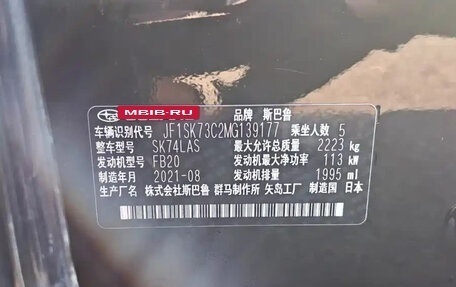 MBIB-RU
品牌 斯巴鲁
车辆识别代号 JF1SK73C2MG139177 乘坐人数 5
整车型号 SK74LAS 最大允许总质量 2223 kg
发动机型号 FB20 发动机最大净功率 113 kW
制造年月 2021-08 发动机排量 1995 ml
生产厂名 株式会社斯巴鲁 群马制作所 矢岛工厂 制造国 日本